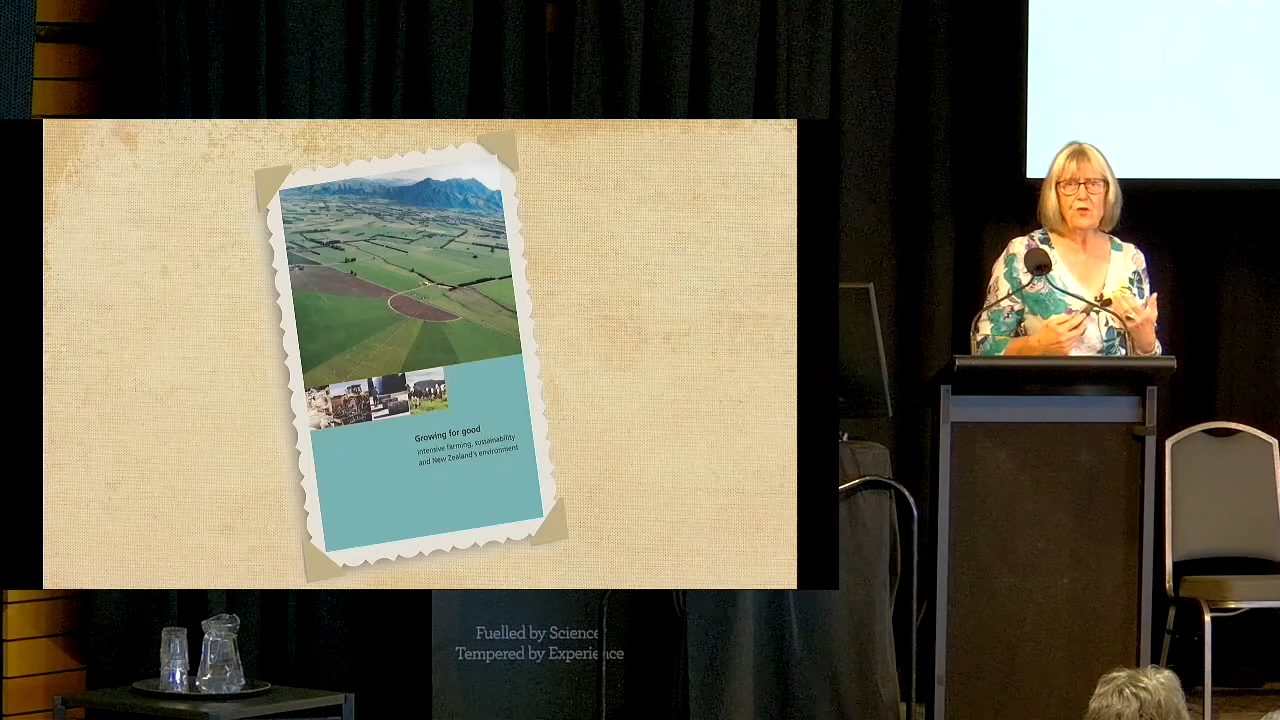 Growing for good
Intensive farming, sustainability
and New Zealand's environment
Fuelled by Science
Tempered by Experience